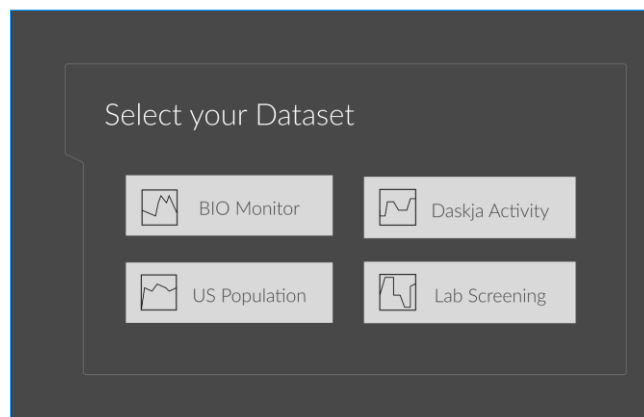 Select your Dataset
BIO Monitor
Daskja Activity
US Population
Lab Screening